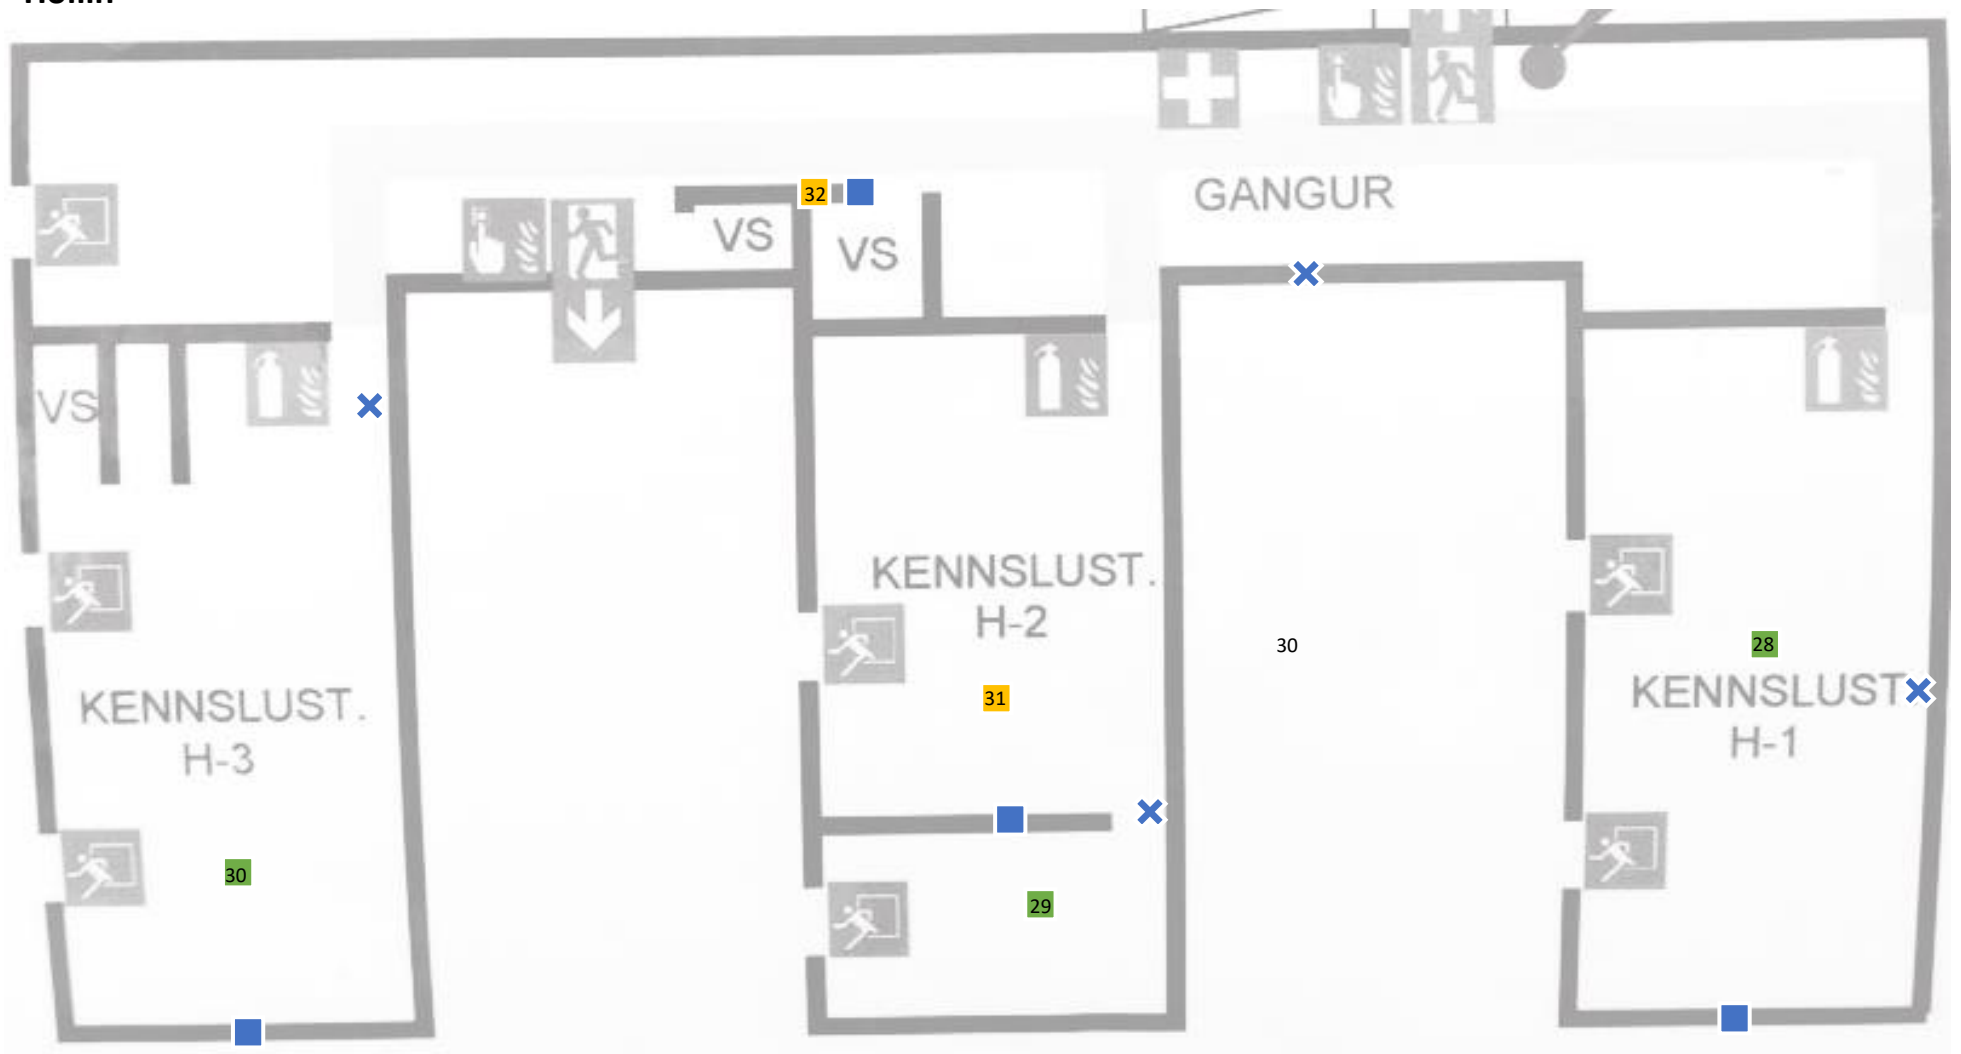 GANGUR
32
VS
VS
VS
KENNSLUST.
H-2
30
28
31
KENNSLUST.
H-3
KENNSLUST
H-1
30
29